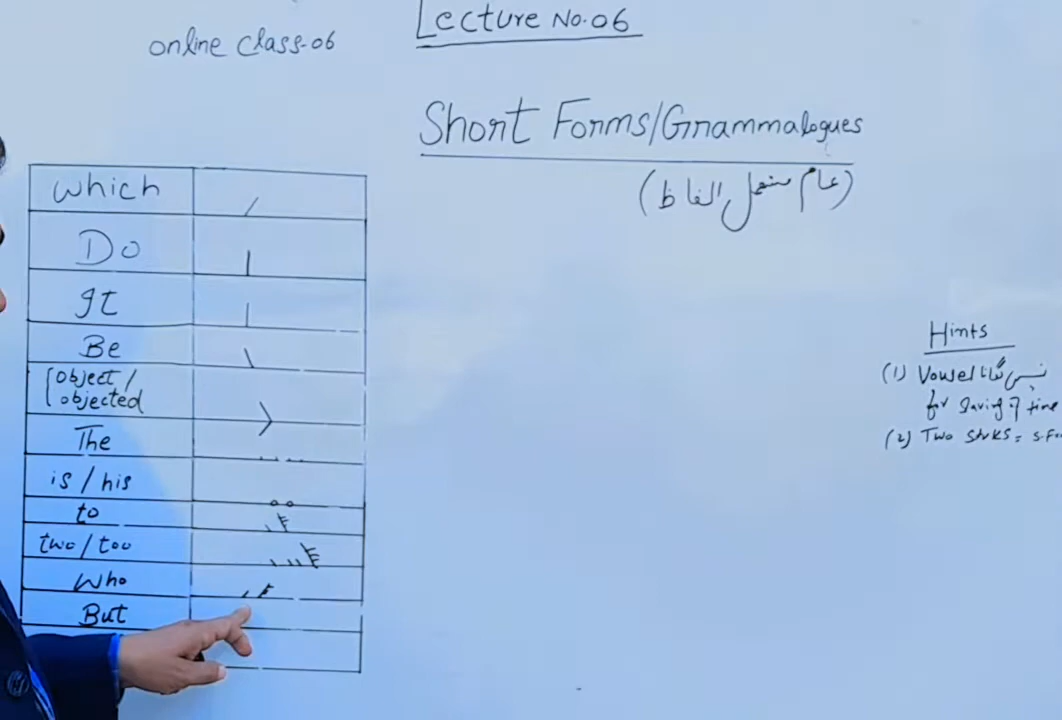 Lecture No.06
online class-06
Short Forms/Grammalogues
(عام مستعمل الفاظ)
which
Do
It
Be
object /
objected
The
is / his
to
two/too
Who
But
Hints
(1) Vowel نہیں لگانا
for saving of time
(2) Two